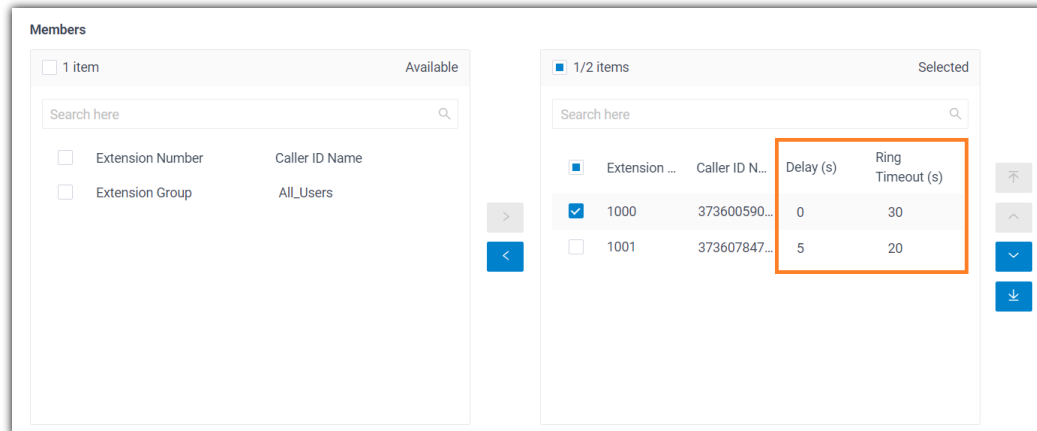 Members
1 item Available
Search here
Extension Number Caller ID Name
Extension Group All_Users
1/2 items Selected
Search here
Extension ... Caller ID N... Delay (s) Ring Timeout (s)
1000 373600590... 0 30
1001 373607847... 5 20